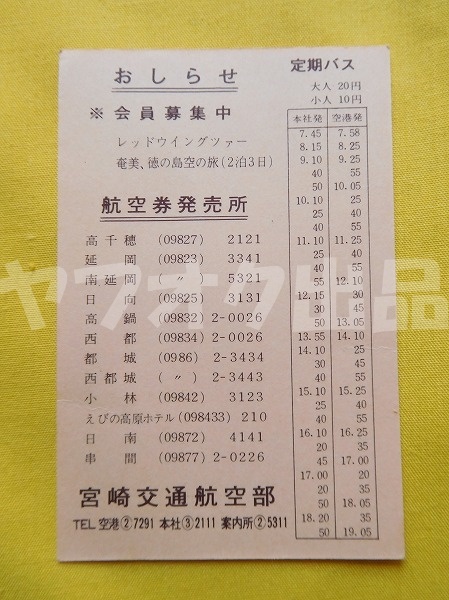 おしらせ
※ 会員募集中
レッドウイングツァー
奄美、徳の島空の旅(2泊3日)
航空券発売所
高千穂 (09827) 2121
延岡 (09823) 3341
南延岡 (〃) 5321
日向 (09825) 3131
高鍋 (09832) 2-0026
西都 (09834) 2-0026
都城 (0986) 2-3434
西都城 (〃) 2-3443
小林 (09842) 3123
えびの高原ホテル (098433) 210
日南 (09872) 4141
串間 (09877) 2-0226
宮崎交通航空部
TEL 空港②7291 本社③2111 案内所②5311
定期バス
大人 20円
小人 10円
本社発 空港発
7.45 7.58
8.15 8.25
9.10 9.25
40 55
50 10.05
10.10 25
25 40
40 55
11.10 11.25
25 40
40 55
55 12.10
12.15 30
30 45
50 13.05
13.55 14.10
14.10 25
30 45
40 55
15.10 15.25
25 40
40 55
16.10 16.25
20 35
45 17.00
17.00 20
20 35
50 18.05
18.20 35
50 19.05
ヤフオク出品